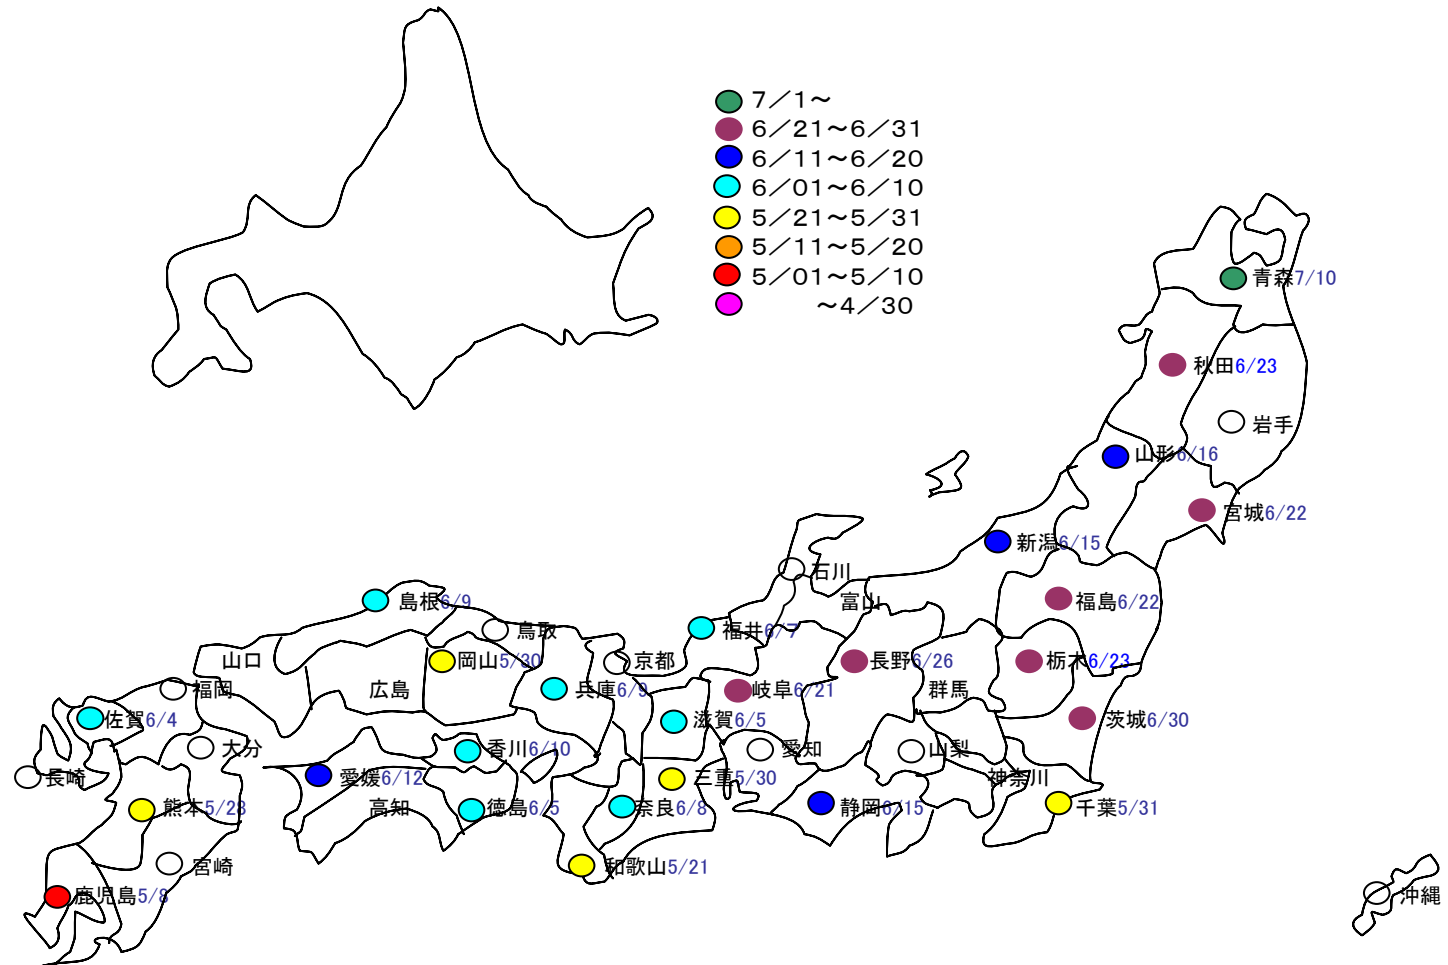 ７／１～
６／２１～６／３１
６／１１～６／２０
６／０１～６／１０
５／２１～５／３１
５／１１～５／２０
５／０１～５／１０
～４／３０
青森7/10
秋田6/23
岩手
山形6/16
宮城6/22
新潟6/15
石川
富山
福島6/22
島根6/9
鳥取
福井6/7
山口
岡山5/30
京都
長野6/26
栃木6/23
福岡
広島
兵庫6/9
岐阜6/21
群馬
佐賀6/4
滋賀6/5
茨城6/30
大分
香川6/10
愛知
山梨
長崎
愛媛6/12
三重5/30
神奈川
熊本5/28
高知
徳島6/5
奈良6/8
静岡6/15
千葉5/31
宮崎
和歌山5/21
鹿児島5/8
沖縄